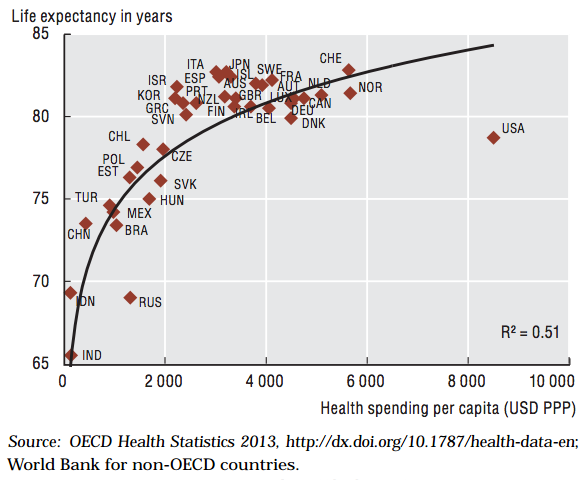 Life expectancy in years
85
ITA JPN CHE
ISR ESP ISL SWE FRA
KOR PRT AUS AUT NLD NOR
GRC NZL GBR LUX CAN
SVN FIN IRL BEL DEU
DNK
80
USA
CHL
POL CZE
EST
SVK
75
TUR HUN
MEX
CHN BRA
70
IDN RUS
R² = 0.51
65
IND
0 2 000 4 000 6 000 8 000 10 000
Health spending per capita (USD PPP)
Source: OECD Health Statistics 2013, http://dx.doi.org/10.1787/health-data-en;
World Bank for non-OECD countries.